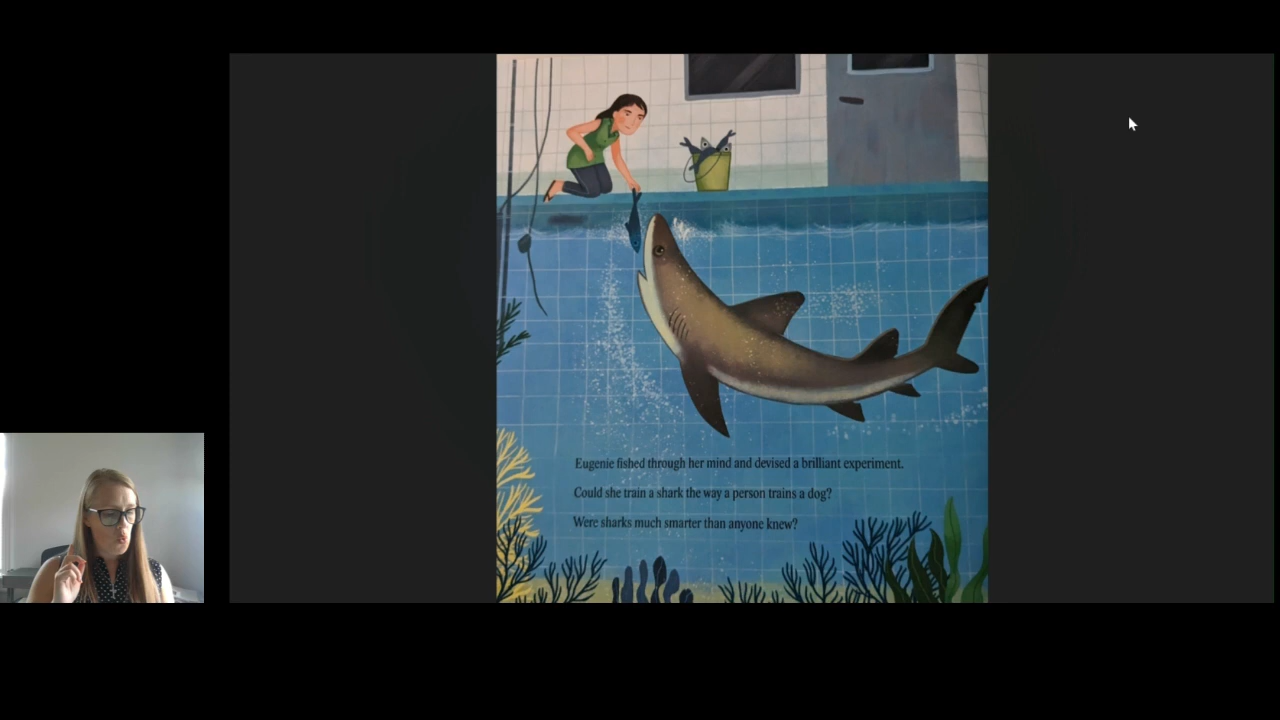 Eugenie fished through her mind and devised a brilliant experiment.
Could she train a shark the way a person trains a dog?
Were sharks much smarter than anyone knew?